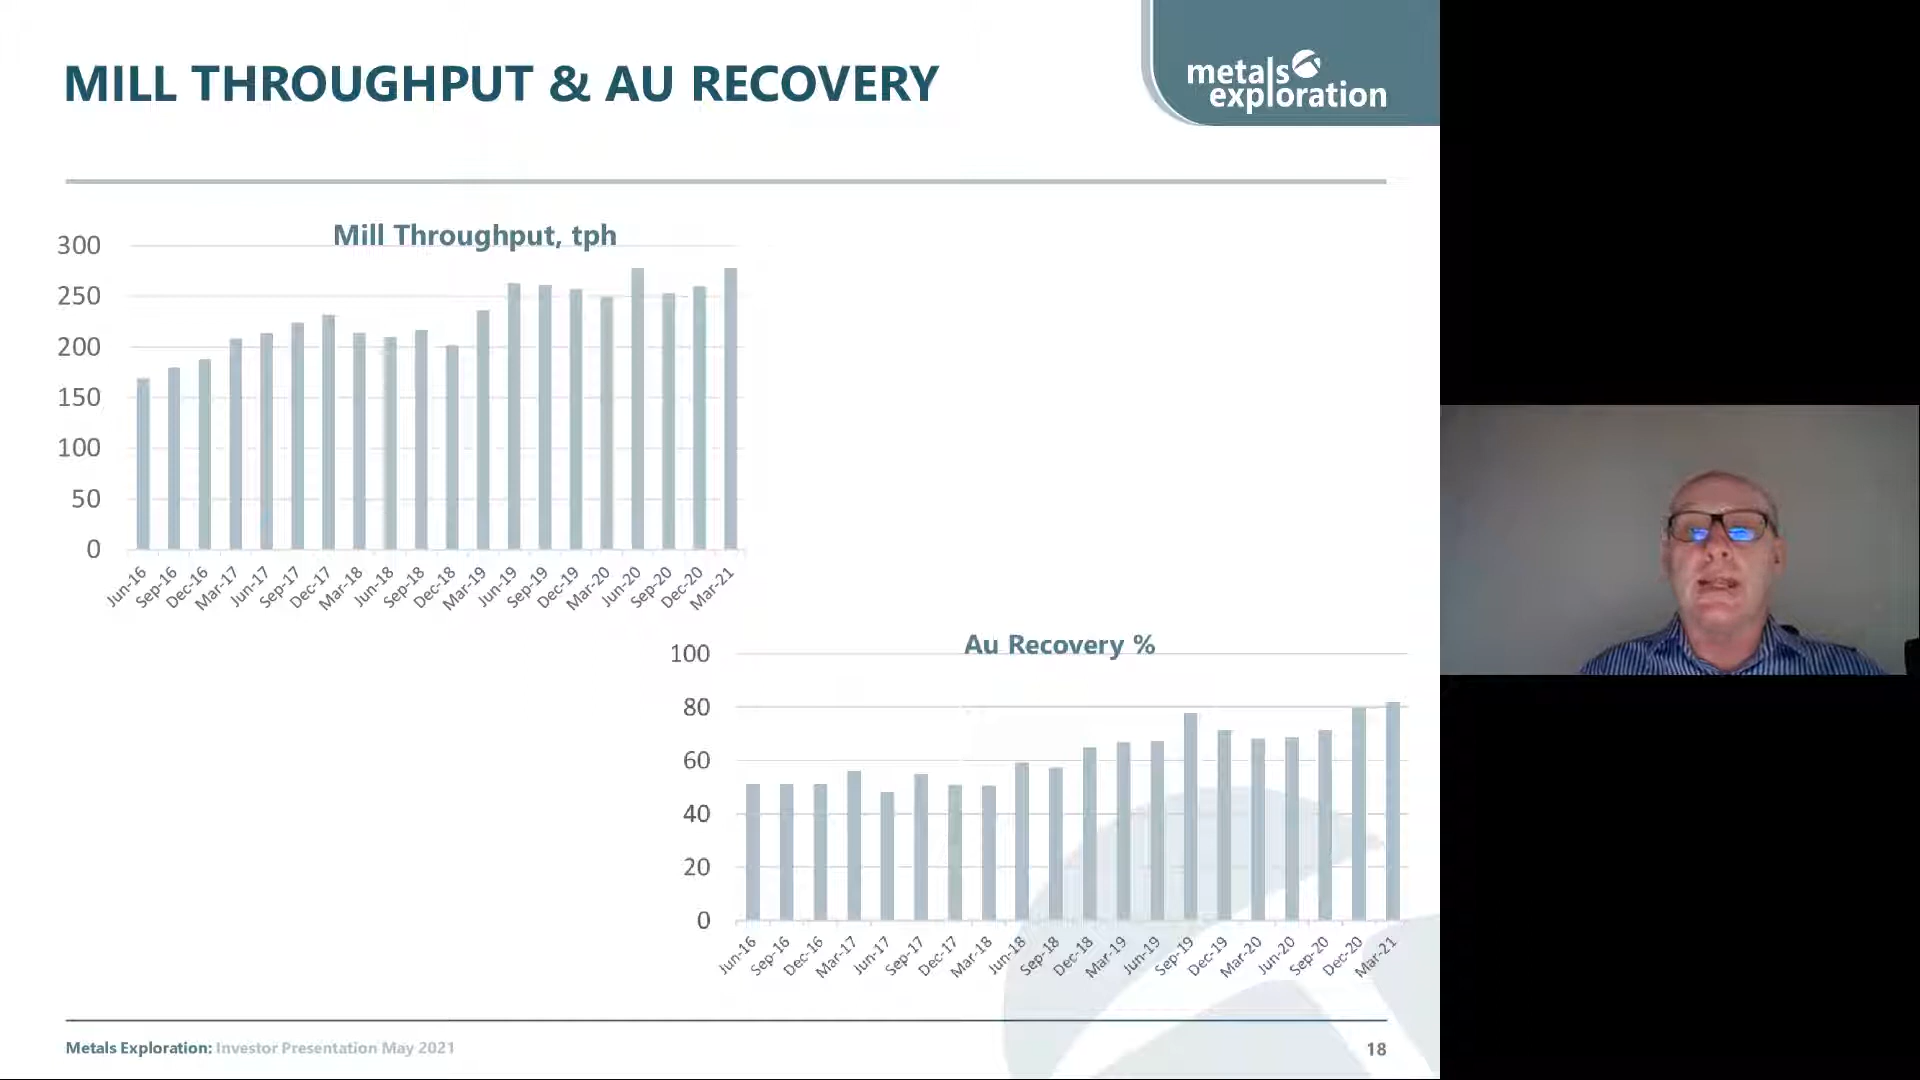 MILL THROUGHPUT & AU RECOVERY
metals
exploration
Mill Throughput, tph
300
250
200
150
100
50
0
Jun-16 Sep-16 Dec-16 Mar-17 Jun-17 Sep-17 Dec-17 Mar-18 Jun-18 Sep-18 Dec-18 Mar-19 Jun-19 Sep-19 Dec-19 Mar-20 Jun-20 Sep-20 Dec-20 Mar-21
Au Recovery %
100
80
60
40
20
0
Jun-16 Sep-16 Dec-16 Mar-17 Jun-17 Sep-17 Dec-17 Mar-18 Jun-18 Sep-18 Dec-18 Mar-19 Jun-19 Sep-19 Dec-19 Mar-20 Jun-20 Sep-20 Dec-20 Mar-21
Metals Exploration: Investor Presentation May 2021
18